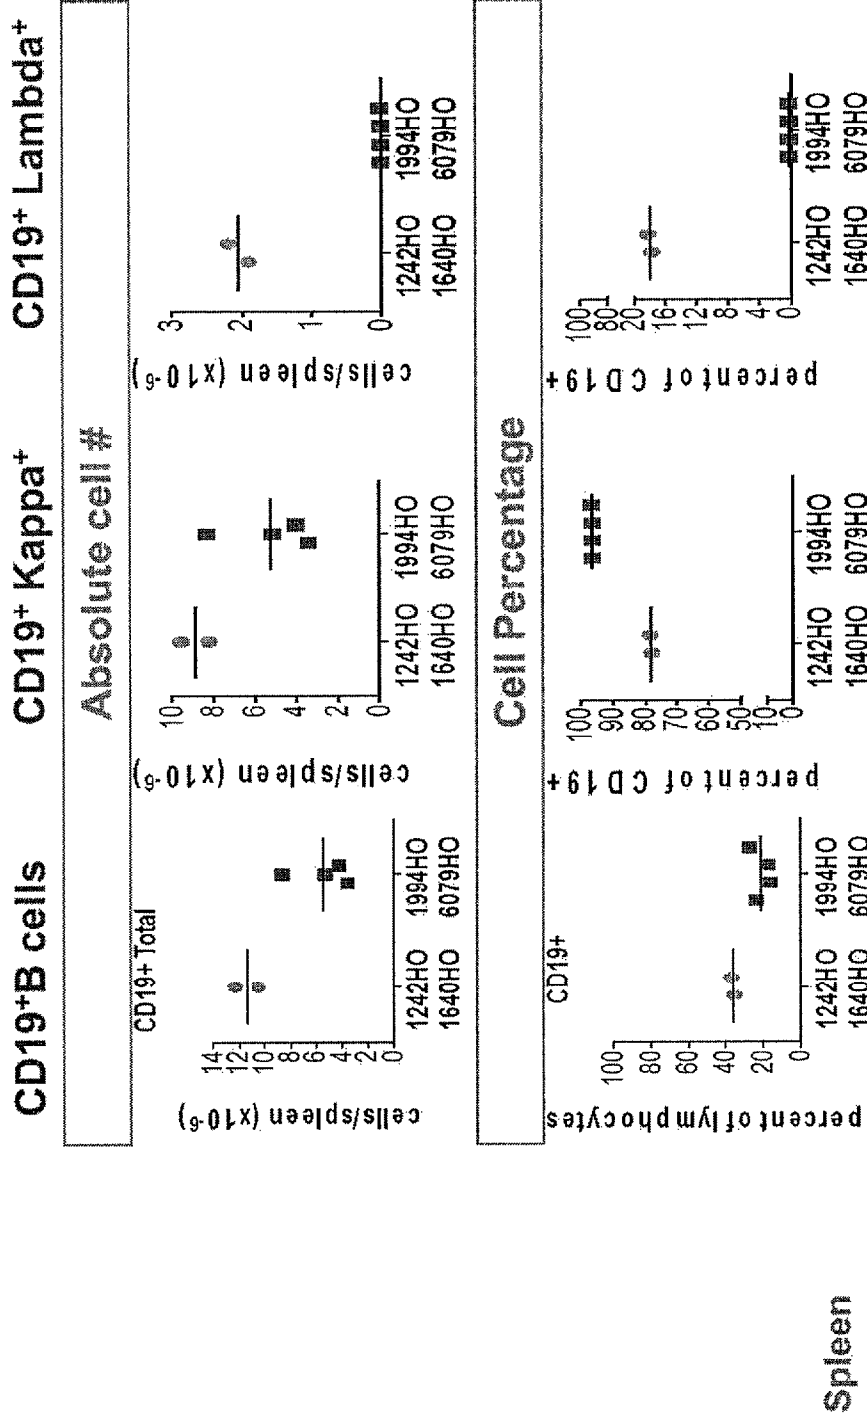 CD19+B cells
CD19+ Kappa+
CD19+ Lambda+
Absolute cell #
CD19+ Total
cells/spleen (x10-6)
14
12
10
8
6
4
2
0
1242HO 1994HO
1640HO 6079HO
cells/spleen (x10-6)
10
8
6
4
2
0
1242HO 1994HO
1640HO 6079HO
cells/spleen (x10-6)
3
2
1
0
1242HO 1994HO
1640HO 6079HO
Cell Percentage
CD19+
percent of lymphocytes
100
80
60
40
20
0
1242HO 1994HO
1640HO 6079HO
percent of CD19+
100
90
80
70
60
50
10
0
1242HO 1994HO
1640HO 6079HO
percent of CD19+
100
80
20
16
12
8
4
0
1242HO 1994HO
1640HO 6079HO
Spleen